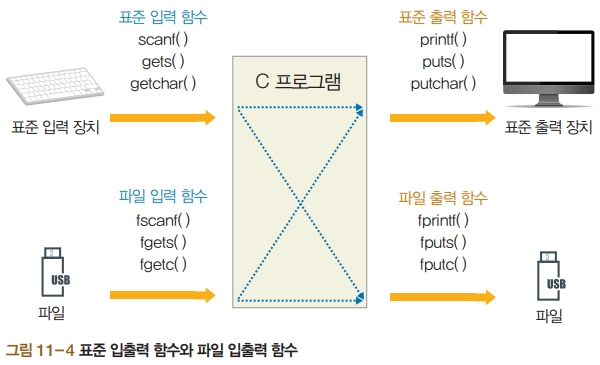 표준 입력 함수
scanf( )
gets( )
getchar( )
표준 입력 장치
C 프로그램
표준 출력 함수
printf( )
puts( )
putchar( )
표준 출력 장치
파일 입력 함수
fscanf( )
fgets( )
fgetc( )
USB
파일
파일 출력 함수
fprintf( )
fputs( )
fputc( )
USB
파일
그림 11-4 표준 입출력 함수와 파일 입출력 함수